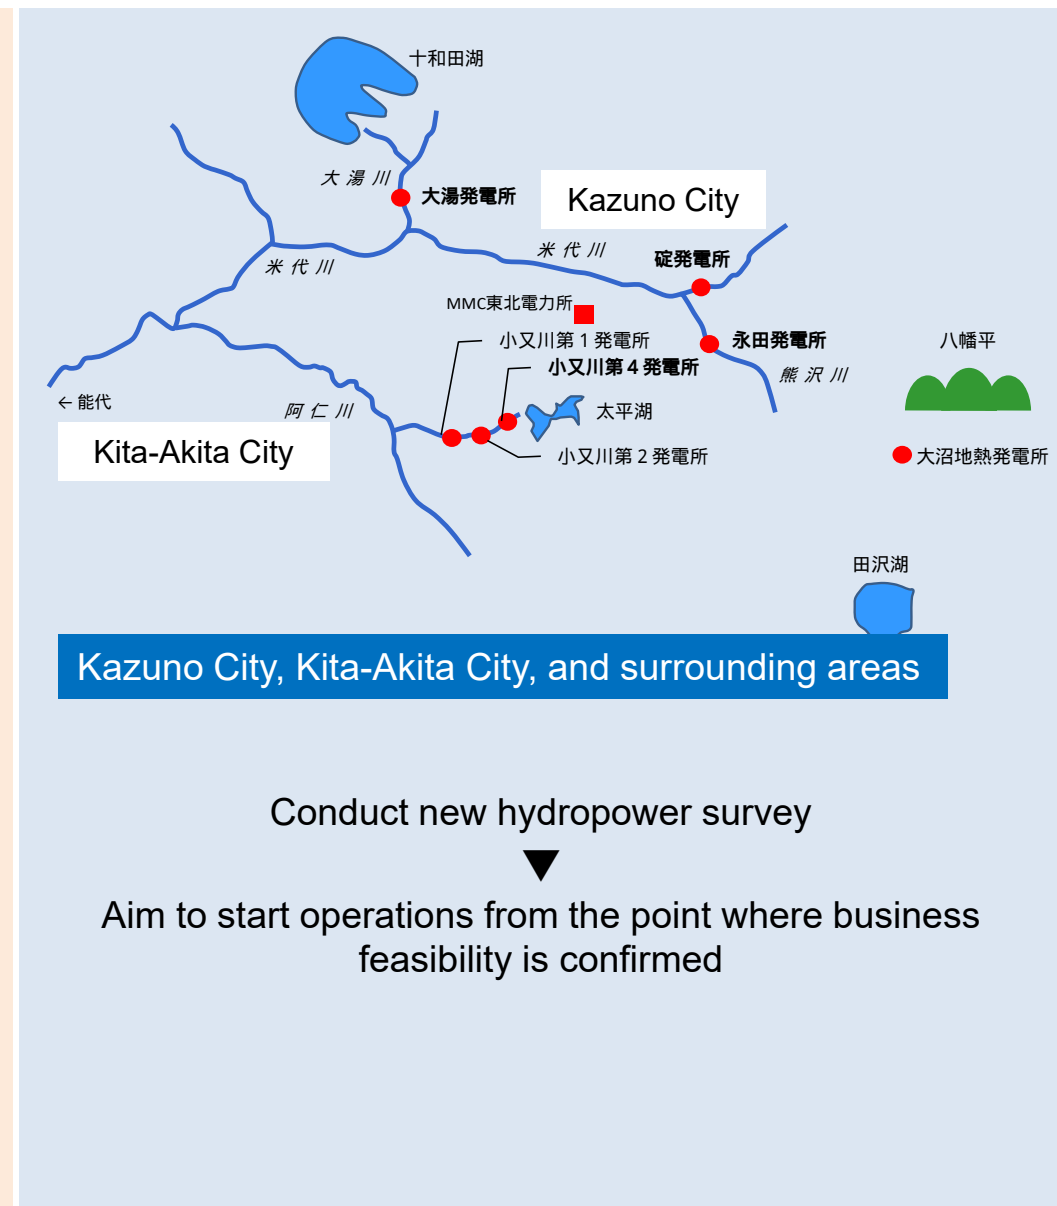 十和田湖
大湯川
大湯発電所
Kazuno City
米代川
米代川
碇発電所
MMC東北電力所
小又川第1発電所
永田発電所
八幡平
小又川第4発電所
熊沢川
← 能代
阿仁川
太平湖
Kita-Akita City
小又川第2発電所
大沼地熱発電所
田沢湖
Kazuno City, Kita-Akita City, and surrounding areas
Conduct new hydropower survey
▼
Aim to start operations from the point where business
feasibility is confirmed